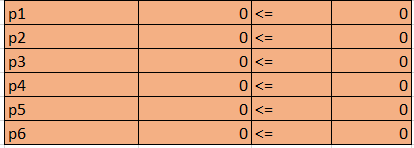 p1 0 <= 0
p2 0 <= 0
p3 0 <= 0
p4 0 <= 0
p5 0 <= 0
p6 0 <= 0